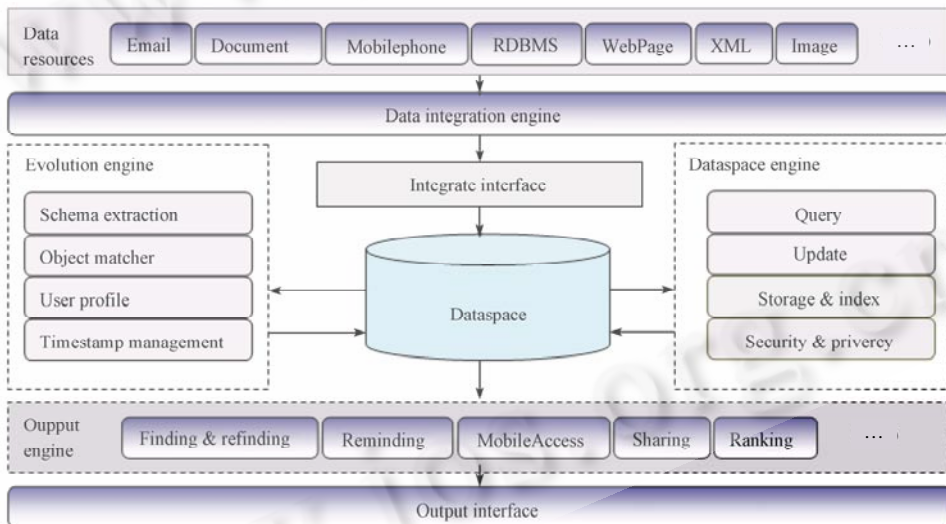 Data
resources
Email
Document
Mobilephone
RDBMS
WebPage
XML
Image
...
Data integration engine
Evolution engine
Schema extraction
Object matcher
User profile
Timestamp management
Integrate interface
Dataspace
Dataspace engine
Query
Update
Storage & index
Security & privercy
Oupput
engine
Finding & refinding
Reminding
MobileAccess
Sharing
Ranking
...
Output interface